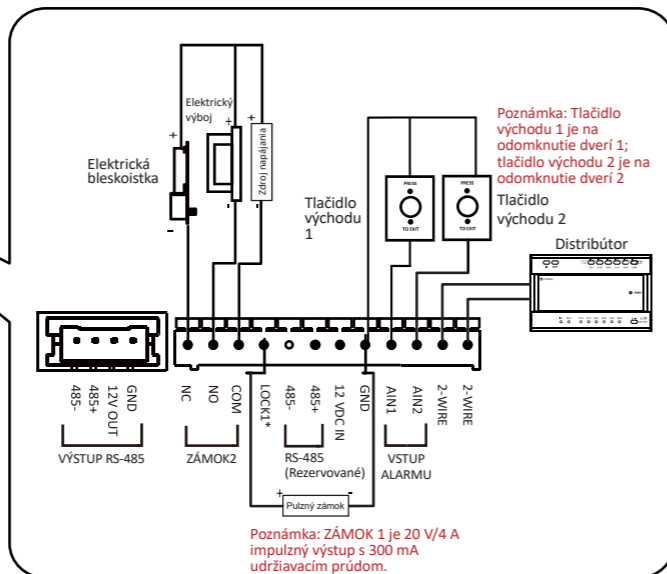 Elektrický
výboj
Elektrická
bleskoistka
zdroj napájania
+
-
+
-
+
-
Tlačidlo
východu
1
PRESS
TO EXIT
PRESS
TO EXIT
Poznámka: Tlačidlo
východu 1 je na
odomknutie dverí 1;
tlačidlo východu 2 je na
odomknutie dverí 2
Tlačidlo
východu 2
Distribútor
485-
485+
12V OUT
GND
VÝSTUP RS-485
NC
NO
COM
LOCK1*
485-
485+
12 VDC IN
GND
AIN1
AIN2
2-WIRE
2-WIRE
ZÁMOK2
RS-485
(Rezervované)
VSTUP
ALARMU
+
Pulzný zámok
-
Poznámka: ZÁMOK 1 je 20 V/4 A
impulzný výstup s 300 mA
udržiavacím prúdom.